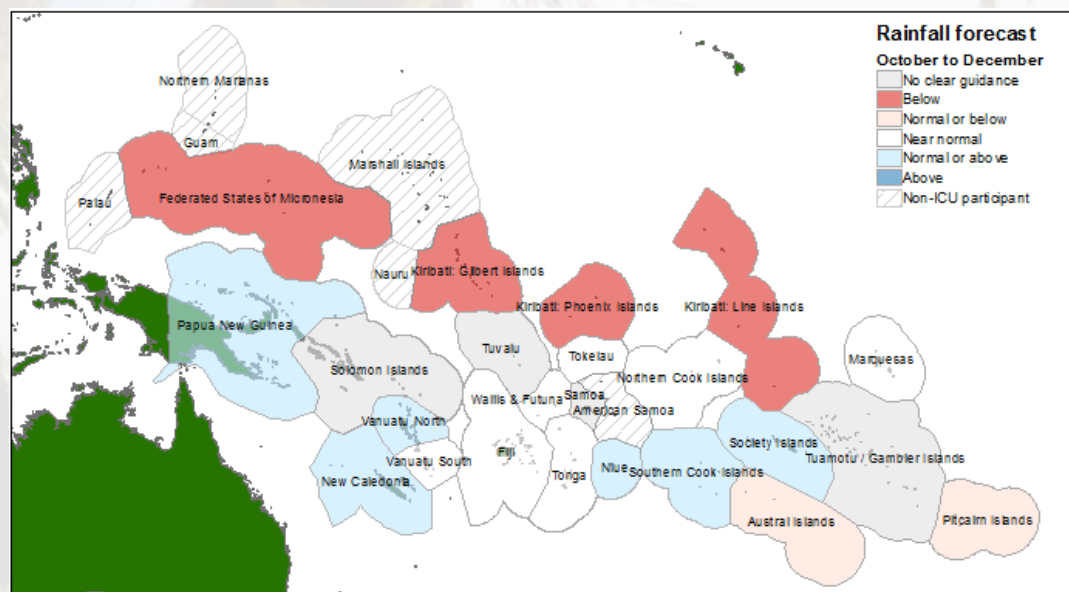 Rainfall forecast
October to December
No clear guidance
Below
Normal or below
Near normal
Normal or above
Above
Non-ICU participant
Northern Marianas
Guam
Marshall Islands
Palau
Federated States of Micronesia
Nauru
Kiribati: Gilbert Islands
Kiribati: Phoenix Islands
Kiribati: Line Islands
Papua New Guinea
Tuvalu
Tokelau
Marquesas
Solomon Islands
Northern Cook Islands
Wallis & Futuna
Samoa
American Samoa
Vanuatu North
Society Islands
Vanuatu South
Fiji
Tuamotu / Gambier Islands
New Caledonia
Tonga
Niue
Southern Cook Islands
Austral Islands
Pitcairn Islands